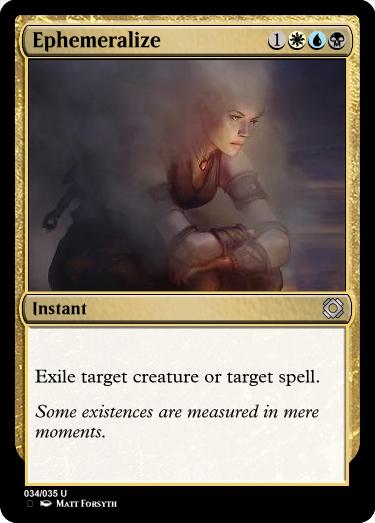 Ephemeralize 1
Instant
Exile target creature or target spell.
Some existences are measured in mere
moments.
034/035 U
Matt Forsyth